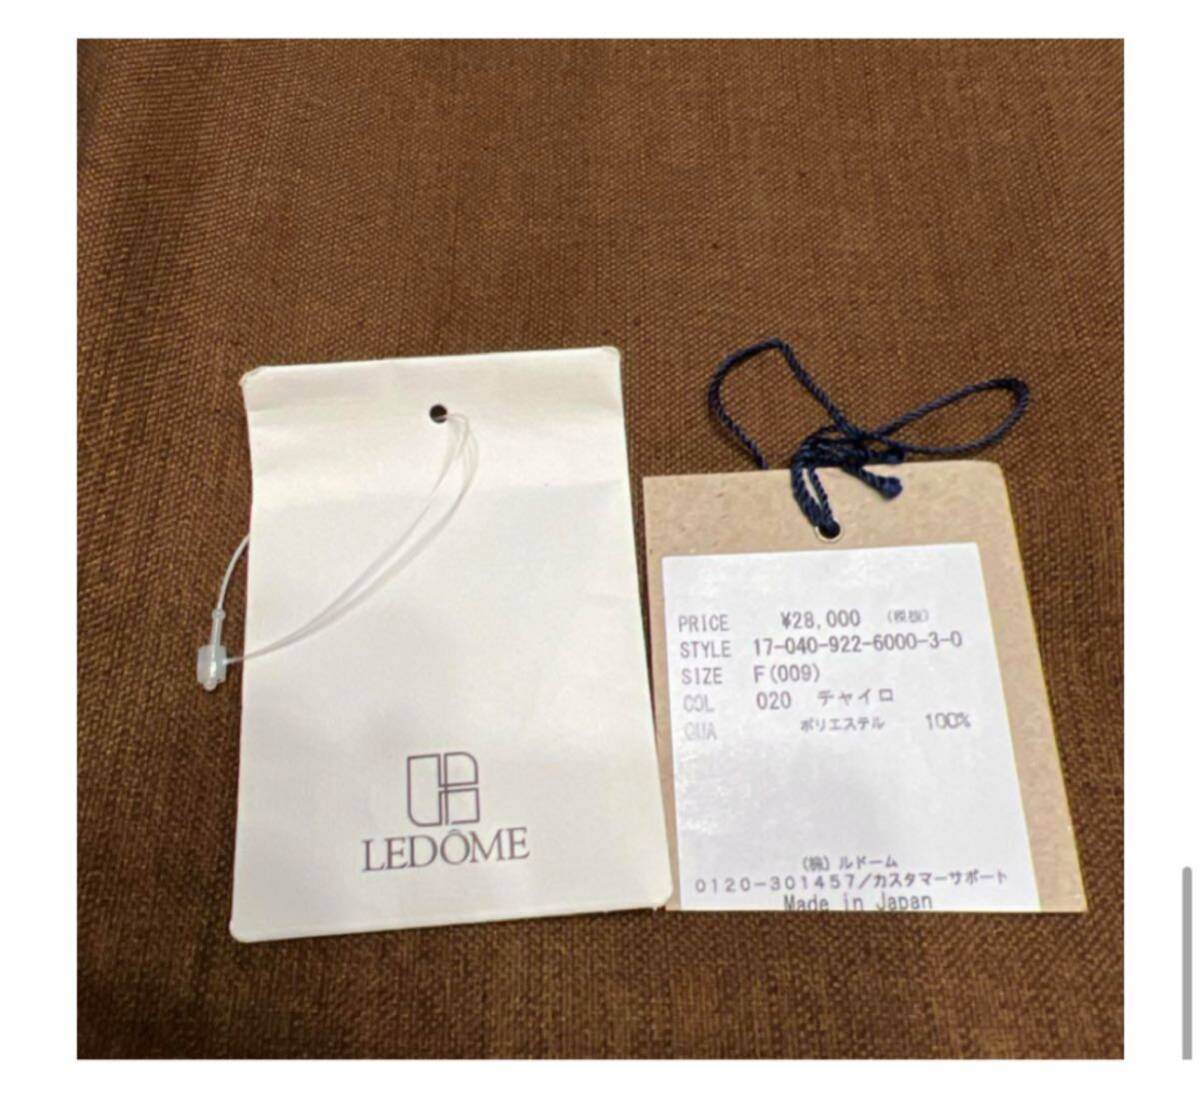 LEDÔME
PRICE ¥28,000 (税抜)
STYLE 17-040-922-6000-3-0
SIZE F(009)
COL 020 チャイロ
QUA ポリエステル 100%
(株)ルドーム
0120-301457/カスタマーサポート
Made in Japan